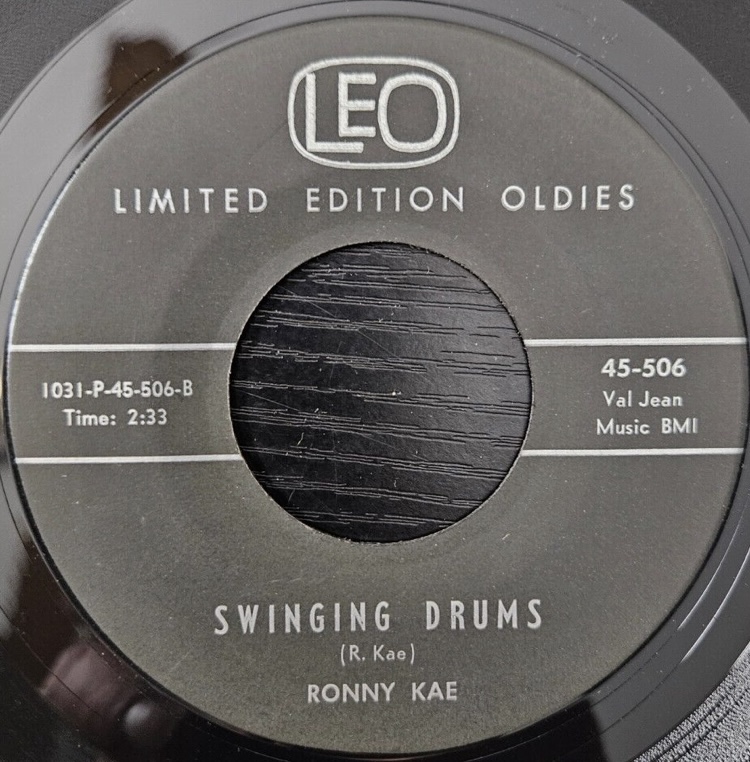 LEO
LIMITED EDITION OLDIES
1031-P-45-506-B
Time: 2:33
45-506
Val Jean
Music BMI
SWINGING DRUMS
(R. Kae)
RONNY KAE